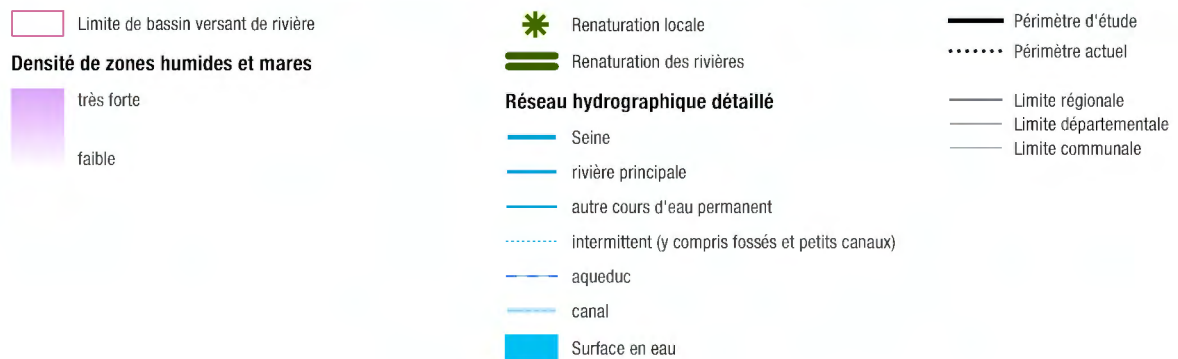 Limite de bassin versant de rivière
Densité de zones humides et mares
très forte
faible
Renaturation locale
Renaturation des rivières
Réseau hydrographique détaillé
Seine
rivière principale
autre cours d'eau permanent
intermittent (y compris fossés et petits canaux)
aqueduc
canal
Surface en eau
Périmètre d'étude
Périmètre actuel
Limite régionale
Limite départementale
Limite communale